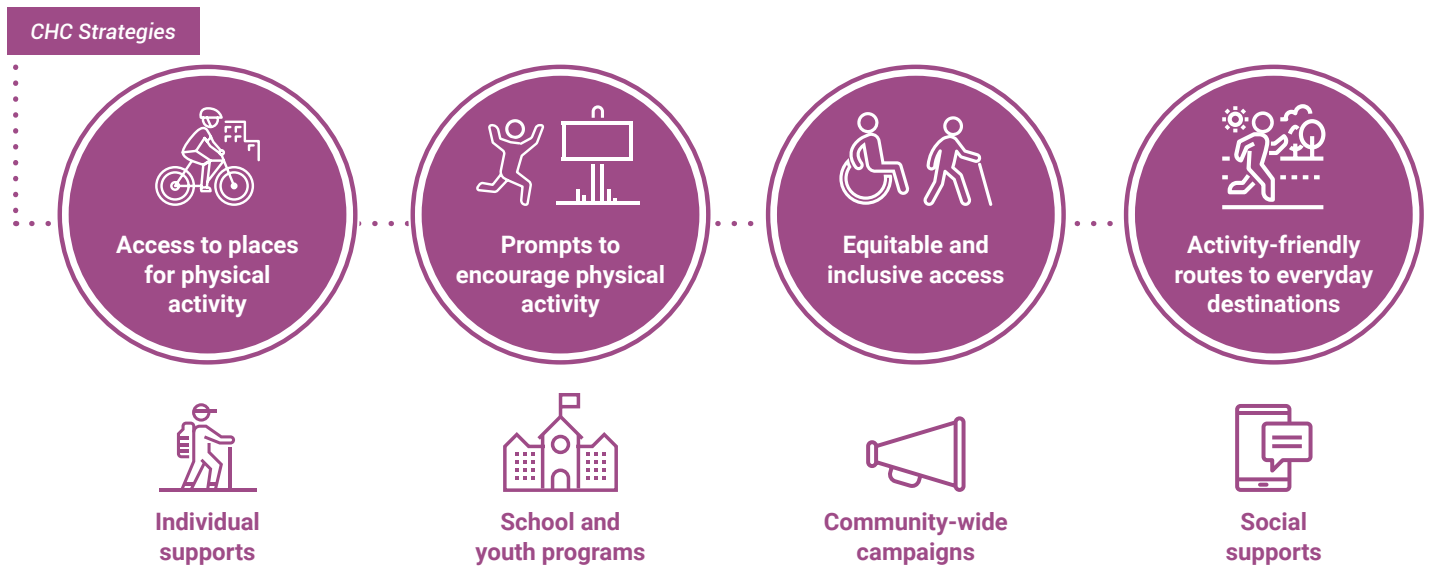 CHC Strategies
Access to places
for physical
activity
Prompts to
encourage physical
activity
Equitable and
inclusive access
Activity-friendly
routes to everyday
destinations
Individual
supports
School and
youth programs
Community-wide
campaigns
Social
supports